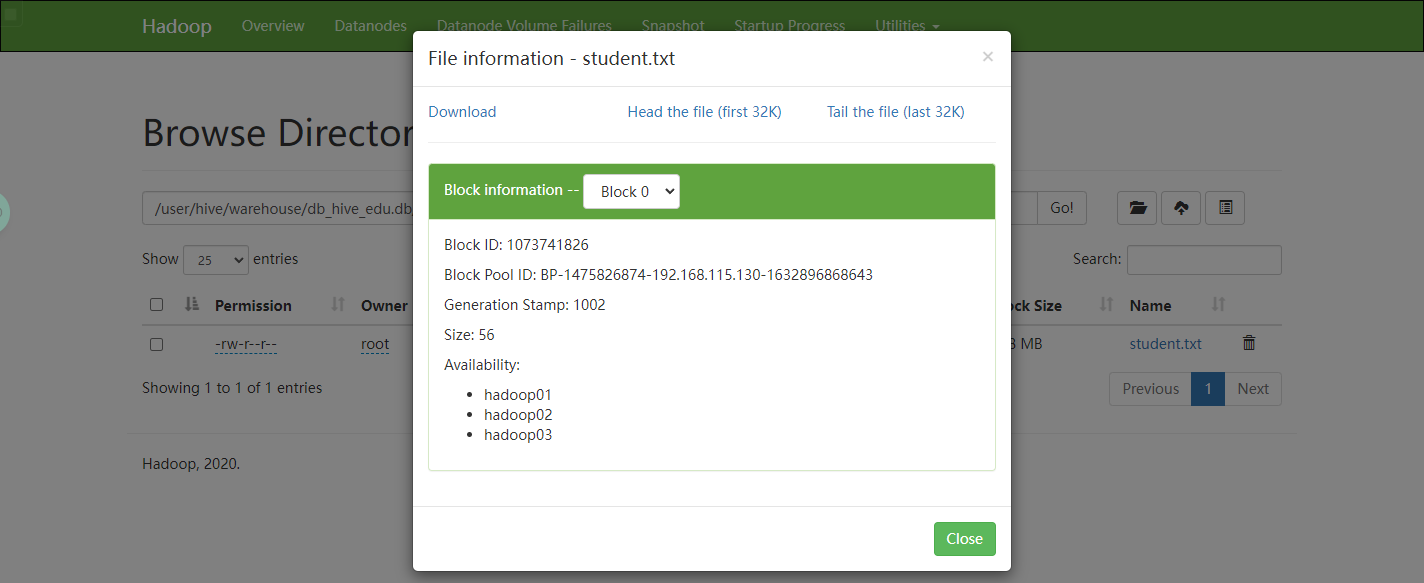 Hadoop Overview Datanodes Datanode Volume Failures Snapshot Startup Progress Utilities
File information - student.txt ×
Download Head the file (first 32K) Tail the file (last 32K)
Browse
Block information -- Block 0
/user/hive/warehouse/db_hive_edu.db Go!
Block ID: 1073741826
Show 25 entries Search:
Block Pool ID: BP-1475826874-192.168.115.130-1632896868643
Generation Stamp: 1002
Permission Owner Size Name
Size: 56
-rw-r--r-- root MB student.txt
Availability:
hadoop01
hadoop02
hadoop03
Showing 1 to 1 of 1 entries Previous 1 Next
Hadoop, 2020.
Close